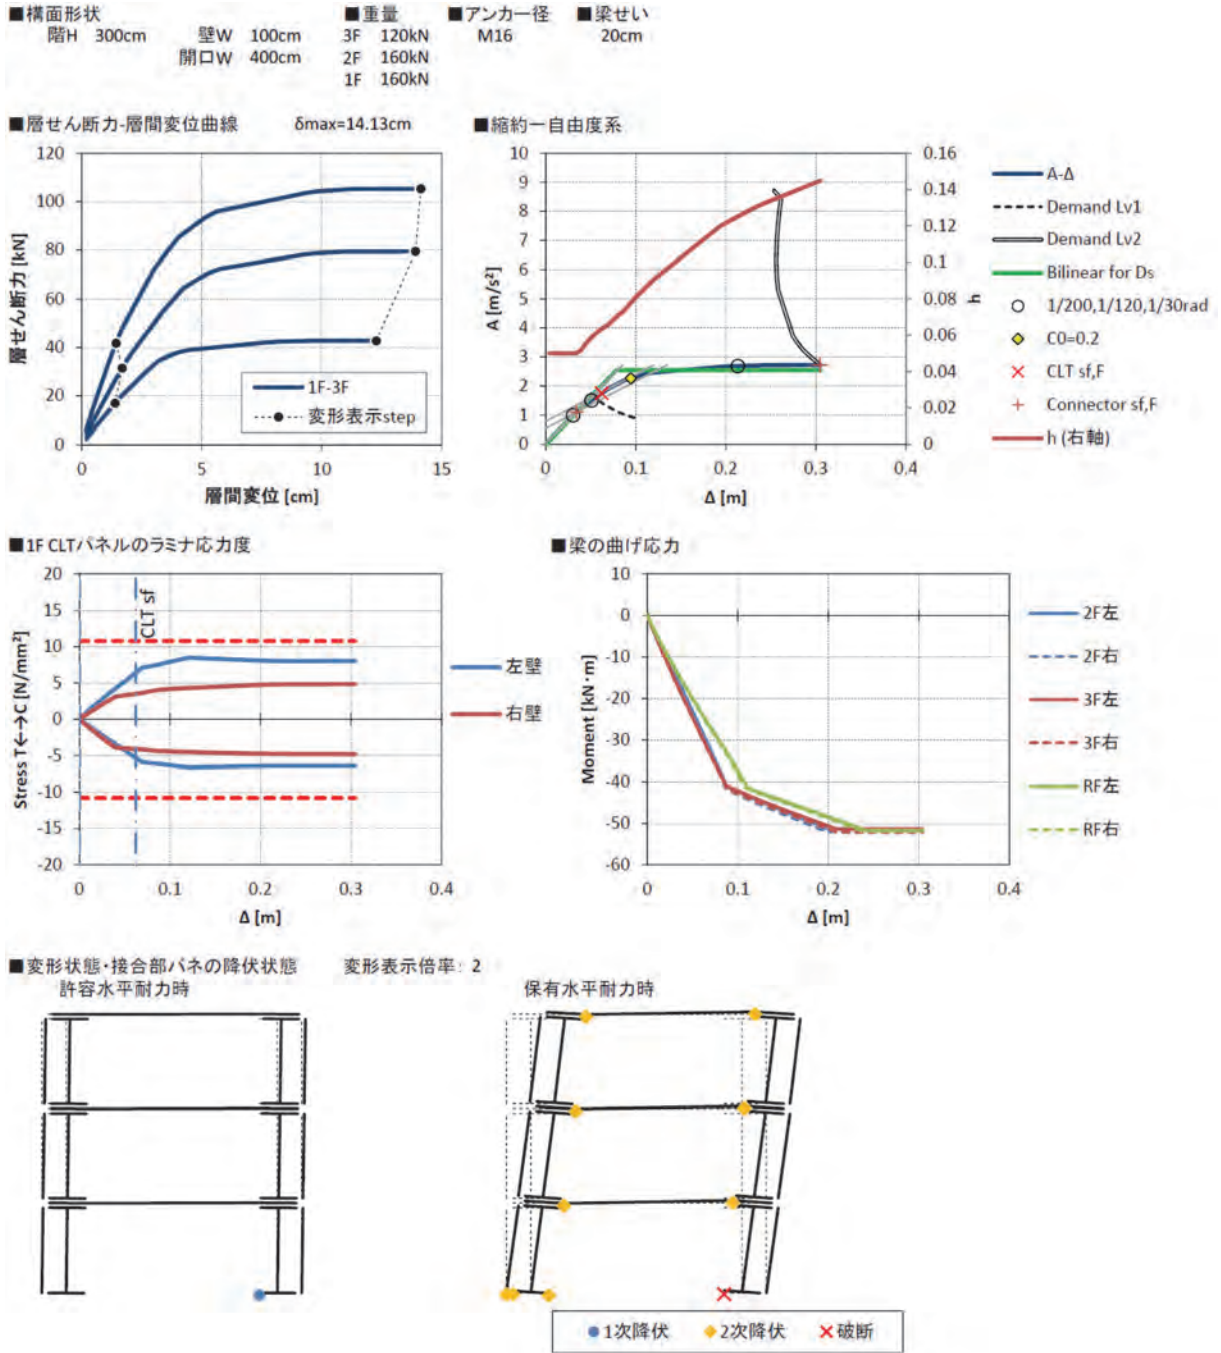 ■構面形状 ■重量 ■アンカー径 ■梁せい
階H 300cm 壁W 100cm 3F 120kN M16 20cm
開口W 400cm 2F 160kN
1F 160kN
■層せん断力-層間変位曲線 δmax=14.13cm
120
100
80
60
40
20
0
層せん断力 [kN]
0 5 10 15
層間変位 [cm]
1F-3F
変形表示step
■縮約一自由度系
10
9
8
7
6
5
4
3
2
1
0
A [m/s²]
0 0.1 0.2 0.3 0.4
Δ [m]
0.16
0.14
0.12
0.1
0.08
0.06
0.04
0.02
0
h
A-Δ
Demand Lv1
Demand Lv2
Bilinear for Ds
1/200,1/120,1/30rad
C0=0.2
CLT sf,F
Connector sf,F
h (右軸)
■1F CLTパネルのラミナ応力度
20
15
10
5
0
-5
-10
-15
-20
Stress T←→C [N/mm²]
CLT sf
0 0.1 0.2 0.3 0.4
Δ [m]
左壁
右壁
■梁の曲げ応力
10
0
-10
-20
-30
-40
-50
-60
Moment [kN・m]
0 0.1 0.2 0.3 0.4
Δ [m]
2F左
2F右
3F左
3F右
RF左
RF右
■変形状態・接合部バネの降伏状態 変形表示倍率: 2
許容水平耐力時 保有水平耐力時
1次降伏 2次降伏 破断